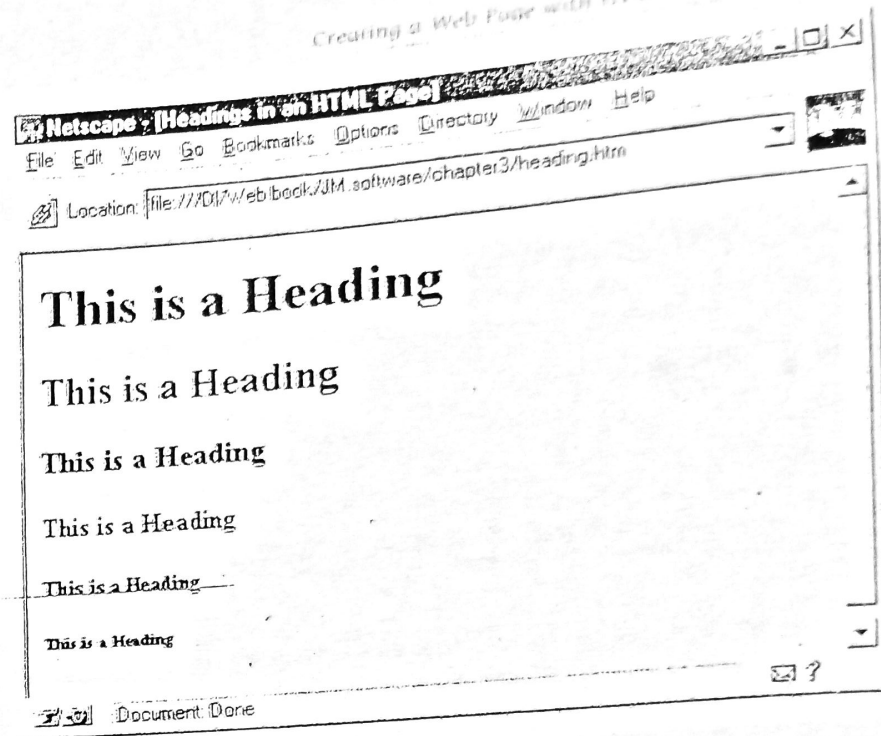 Creating a Web Page with
Netscape - [Headings in an HTML Page]
File Edit View Go Bookmarks Options Directory Window Help
Location: file:///D|/Webbook/JM.software/chapter3/heading.htm
This is a Heading
This is a Heading
This is a Heading
This is a Heading
This is a Heading
This is a Heading
Document: Done